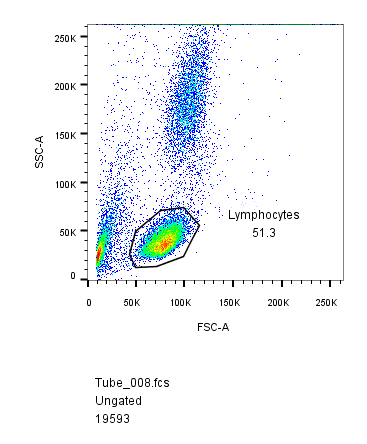 250K
200K
150K
100K
50K
0
SSC-A
Lymphocytes
51.3
0 50K 100K 150K 200K 250K
FSC-A
Tube_008.fcs
Ungated
19593